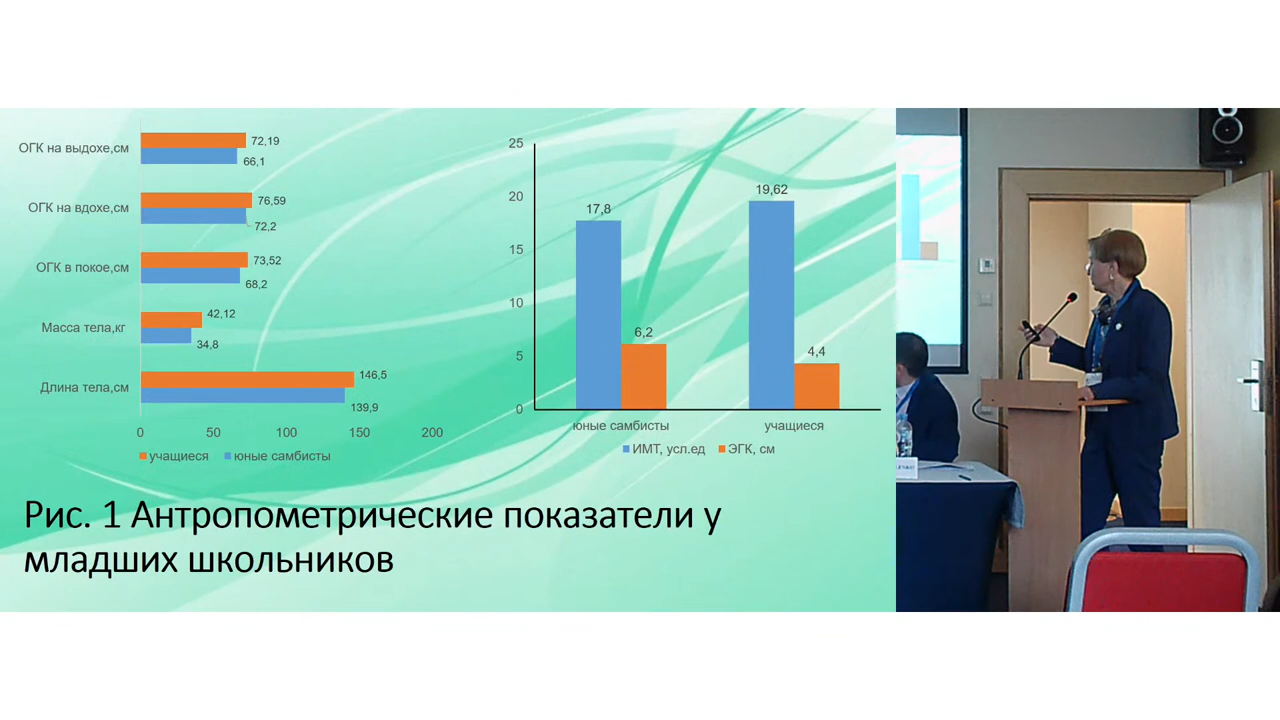 ОГК на выдохе,см
72,19
66,1
ОГК на вдохе,см
76,59
72,2
ОГК в покое,см
73,52
68,2
Масса тела,кг
42,12
34,8
Длина тела,см
146,5
139,9
0 50 100 150 200
учащиеся юные самбисты
25
20
15
10
5
0
17,8
6,2
19,62
4,4
юные самбисты учащиеся
ИМТ, усл.ед ЭГК, см
Рис. 1 Антропометрические показатели у
младших школьников